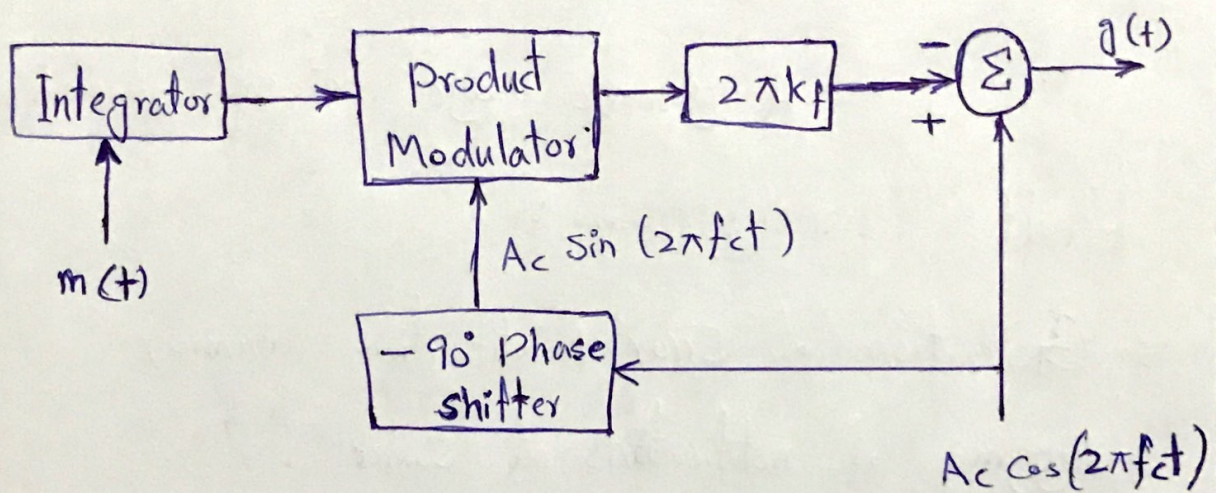 Integrator
Product
Modulator
2πkf
−
Σ
g(t)
+
m(t)
Ac sin (2πfct)
−90° Phase
shifter
Ac Cos(2πfct)